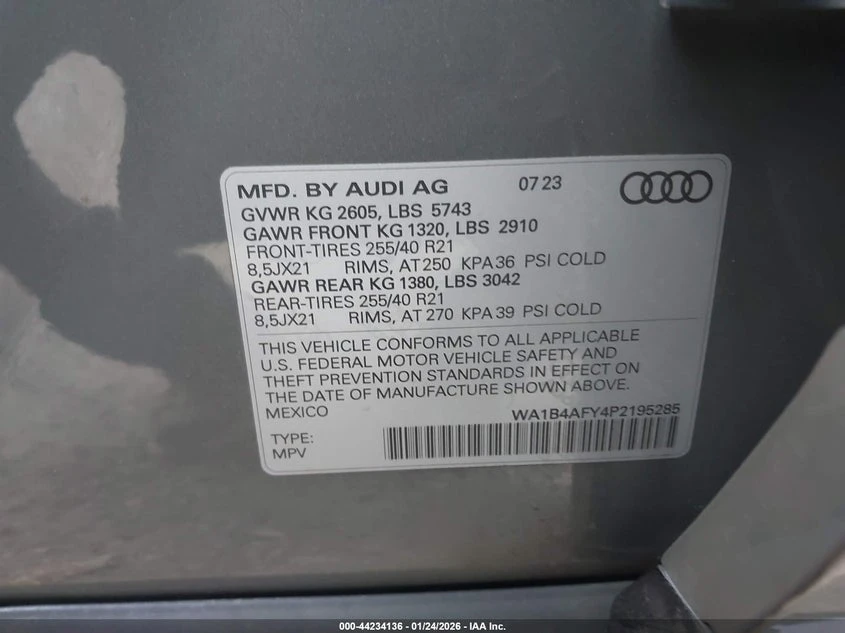 MFD. BY AUDI AG 07 23
GVWR KG 2605, LBS 5743
GAWR FRONT KG 1320, LBS 2910
FRONT-TIRES 255/40 R21
8,5JX21 RIMS, AT 250 KPA 36 PSI COLD
GAWR REAR KG 1380, LBS 3042
REAR-TIRES 255/40 R21
8,5JX21 RIMS, AT 270 KPA 39 PSI COLD
THIS VEHICLE CONFORMS TO ALL APPLICABLE
U.S. FEDERAL MOTOR VEHICLE SAFETY AND
THEFT PREVENTION STANDARDS IN EFFECT ON
THE DATE OF MANUFACTURE SHOWN ABOVE.
MEXICO WA1B4AFY4P2195285
TYPE:
MPV
000-44234136 - 01/24/2026 - IAA Inc.